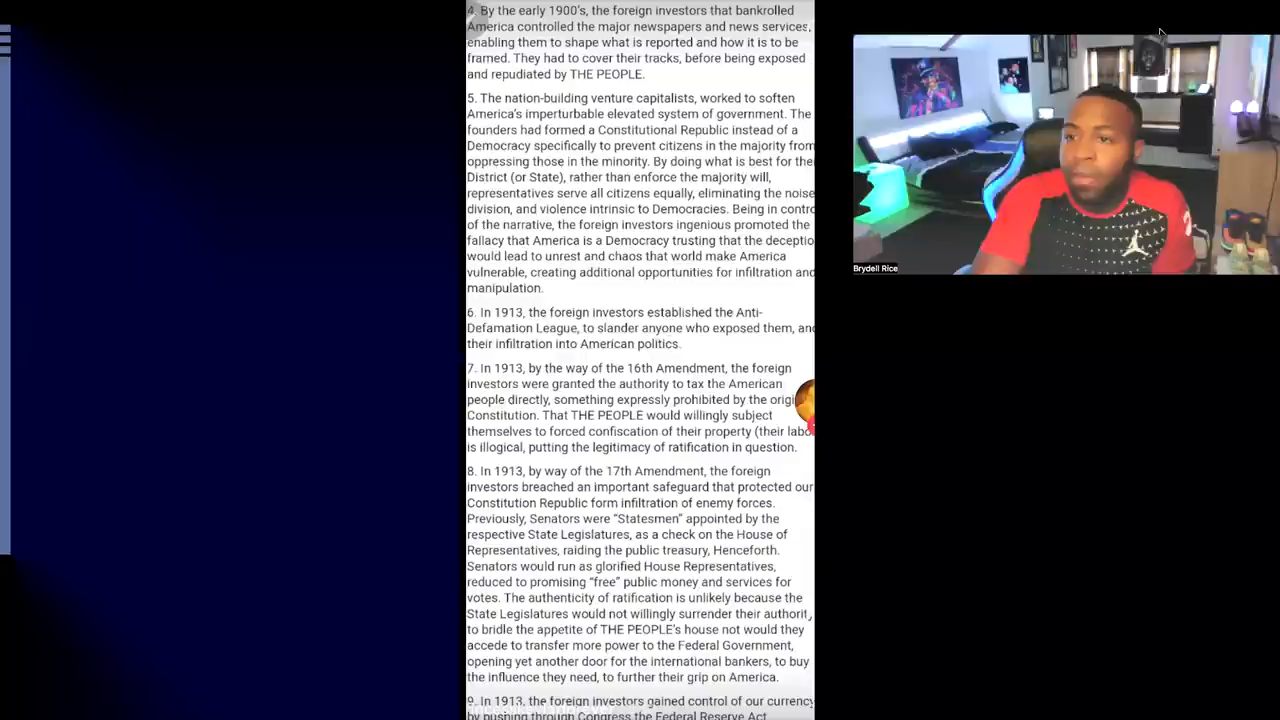 4. By the early 1900's, the foreign investors that bankrolled
America controlled the major newspapers and news services,
enabling them to shape what is reported and how it is to be
framed. They had to cover their tracks, before being exposed
and repudiated by THE PEOPLE.
5. The nation-building venture capitalists, worked to soften
America's imperturbable elevated system of government. The
founders had formed a Constitutional Republic instead of a
Democracy specifically to prevent citizens in the majority from
oppressing those in the minority. By doing what is best for the
District (or State), rather than enforce the majority will,
representatives serve all citizens equally, eliminating the noise
division, and violence intrinsic to Democracies. Being in contro
of the narrative, the foreign investors ingenious promoted the
fallacy that America is a Democracy trusting that the deceptio
would lead to unrest and chaos that world make America
vulnerable, creating additional opportunities for infiltration and
manipulation.
6. In 1913, the foreign investors established the Anti-
Defamation League, to slander anyone who exposed them, and
their infiltration into American politics.
7. In 1913, by the way of the 16th Amendment, the foreign
investors were granted the authority to tax the American
people directly, something expressly prohibited by the origi
Constitution. That THE PEOPLE would willingly subject
themselves to forced confiscation of their property (their labo
is illogical, putting the legitimacy of ratification in question.
8. In 1913, by way of the 17th Amendment, the foreign
investors breached an important safeguard that protected our
Constitution Republic form infiltration of enemy forces.
Previously, Senators were “Statesmen” appointed by the
respective State Legislatures, as a check on the House of
Representatives, raiding the public treasury, Henceforth.
Senators would run as glorified House Representatives,
reduced to promising “free” public money and services for
votes. The authenticity of ratification is unlikely because the
State Legislatures would not willingly surrender their authorit
to bridle the appetite of THE PEOPLE's house not would they
accede to transfer more power to the Federal Government,
opening yet another door for the international bankers, to buy
the influence they need, to further their grip on America.
9. In 1913, the foreign investors gained control of our currency
by pushing through Congress the Federal Reserve Act
Brydell Rice